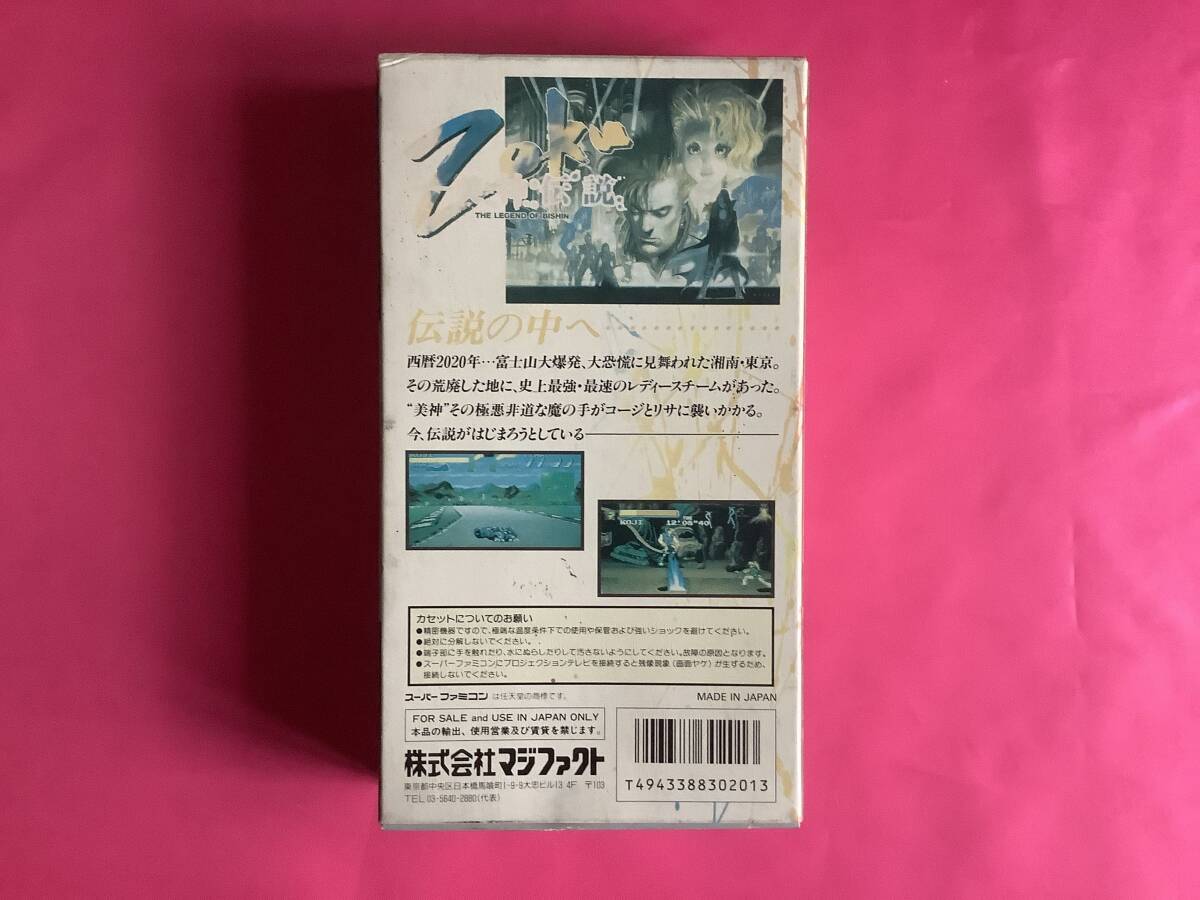 Zoku
伝説
THE LEGEND OF BISHIN
伝説の中へ・・・・・・・・・・・・・・・・
西暦2020年…富士山大爆発、大恐慌に見舞われた湘南・東京。
その荒廃した地に、史上最強・最速のレディースチームがあった。
“美神”その極悪非道な魔の手がコージとリサに襲いかかる。
今、伝説がはじまろうとしている――――
KOJI 12'08"40
カセットについてのお願い
●精密機器ですので、極端な温度条件下での使用や保管および強いショックを避けてください。
●絶対に分解しないでください。
●端子部に手を触れたり、水にぬらしたりして汚さないようにしてください。故障の原因となります。
●スーパーファミコンにプロジェクションテレビを接続すると残像現象（画面ヤケ）が生ずるため、
接続しないでください。
スーパーファミコン は任天堂の商標です。
MADE IN JAPAN
FOR SALE and USE IN JAPAN ONLY
本品の輸出、使用営業及び賃貸を禁じます。
株式会社マジファクト
東京都中央区日本橋馬喰町1-9-9大忠ビル13 4F 〒103
TEL 03-5640-2880(代表)
T4943388302013